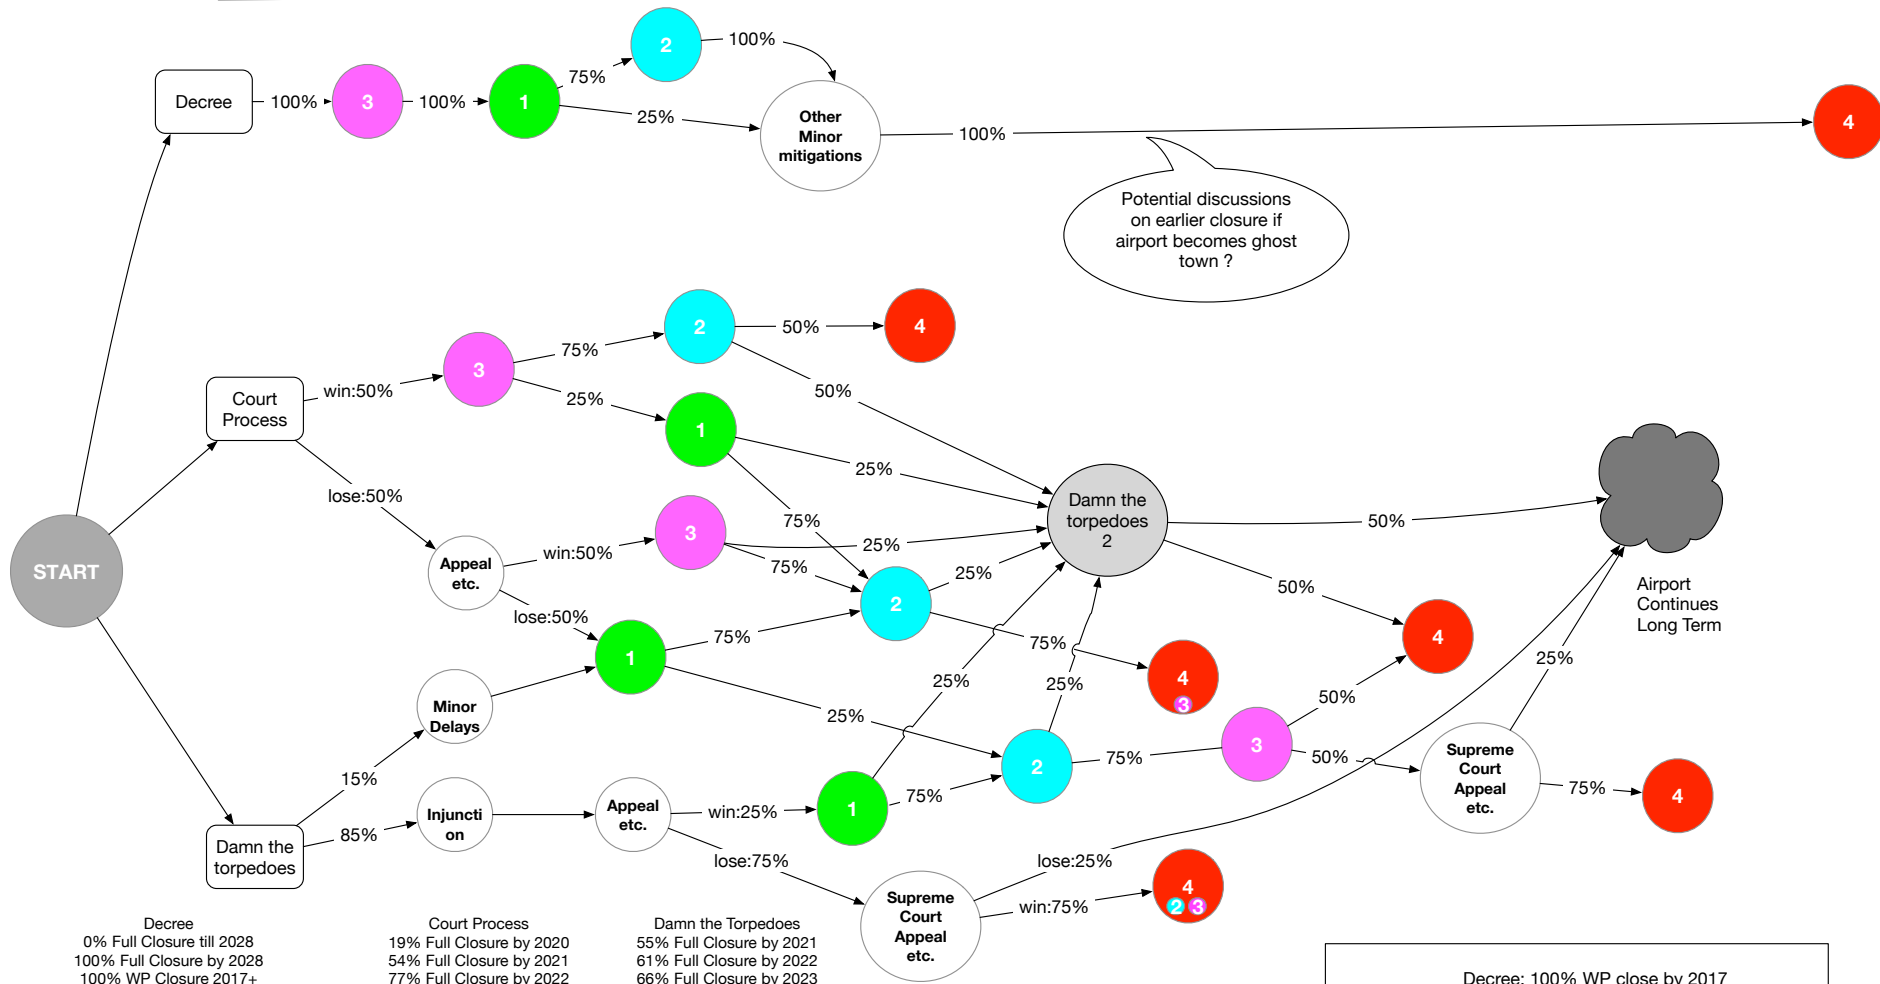 2
100%
75%
Decree
100%
3
100%
1
25%
Other
Minor
mitigations
100%
4
Potential discussions
on earlier closure if
airport becomes ghost
town ?
2
50%
4
75%
3
win:50%
Court
Process
25%
50%
1
25%
lose:50%
75%
3
Damn the
torpedoes
2
50%
25%
win:50%
Appeal
etc.
75%
25%
START
50%
2
lose:50%
75%
75%
4
Airport
Continues
Long Term
1
25%
25%
4
3
25%
50%
Minor
Delays
25%
3
50%
Supreme
Court
Appeal
etc.
75%
2
75%
4
15%
75%
Injuncti
on
Appeal
etc.
win:25%
1
85%
Damn the
torpedoes
lose:75%
lose:25%
4
2 3
win:75%
Supreme
Court
Appeal
etc.
Decree
0% Full Closure till 2028
100% Full Closure by 2028
100% WP Closure 2017+
Court Process
19% Full Closure by 2020
54% Full Closure by 2021
77% Full Closure by 2022
Damn the Torpedoes
55% Full Closure by 2021
61% Full Closure by 2022
66% Full Closure by 2023
Decree: 100% WP close by 2017